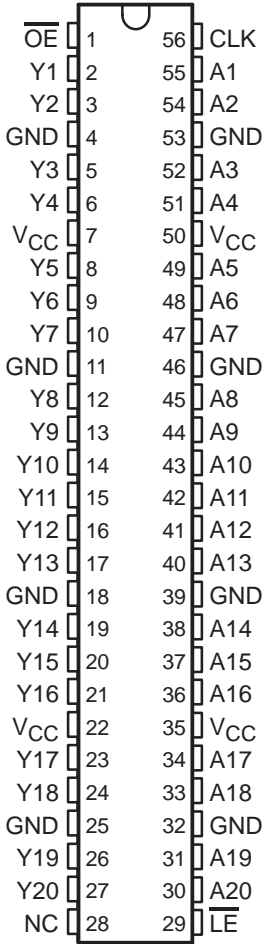 O̅E̅ 1 56 CLK
Y1 2 55 A1
Y2 3 54 A2
GND 4 53 GND
Y3 5 52 A3
Y4 6 51 A4
VCC 7 50 VCC
Y5 8 49 A5
Y6 9 48 A6
Y7 10 47 A7
GND 11 46 GND
Y8 12 45 A8
Y9 13 44 A9
Y10 14 43 A10
Y11 15 42 A11
Y12 16 41 A12
Y13 17 40 A13
GND 18 39 GND
Y14 19 38 A14
Y15 20 37 A15
Y16 21 36 A16
VCC 22 35 VCC
Y17 23 34 A17
Y18 24 33 A18
GND 25 32 GND
Y19 26 31 A19
Y20 27 30 A20
NC 28 29 L̅E̅